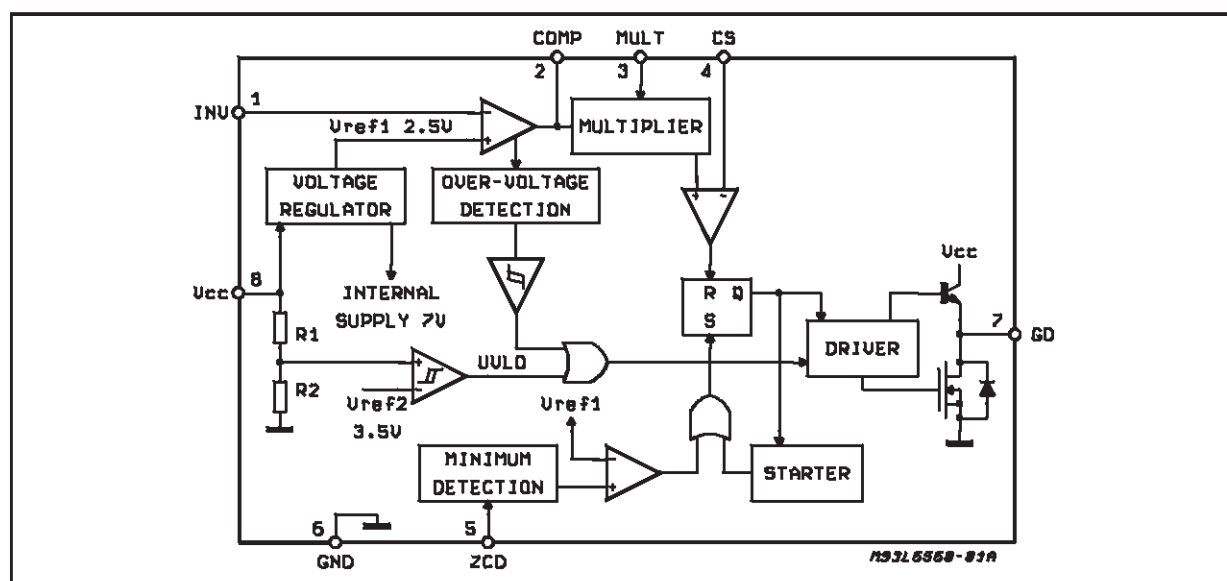 COMP MULT CS
2 3 4
INV 1
Vref1 2.5V
MULTIPLIER
VOLTAGE
REGULATOR
OVER-VOLTAGE
DETECTION
+ -
Vcc 8
INTERNAL
SUPPLY 7V
R1
R2
R Q
S
Vcc
DRIVER
7 GD
UVLO
Vref2
3.5V
Vref1
MINIMUM
DETECTION
STARTER
6
GND
5
ZCD
M93L6560-01A